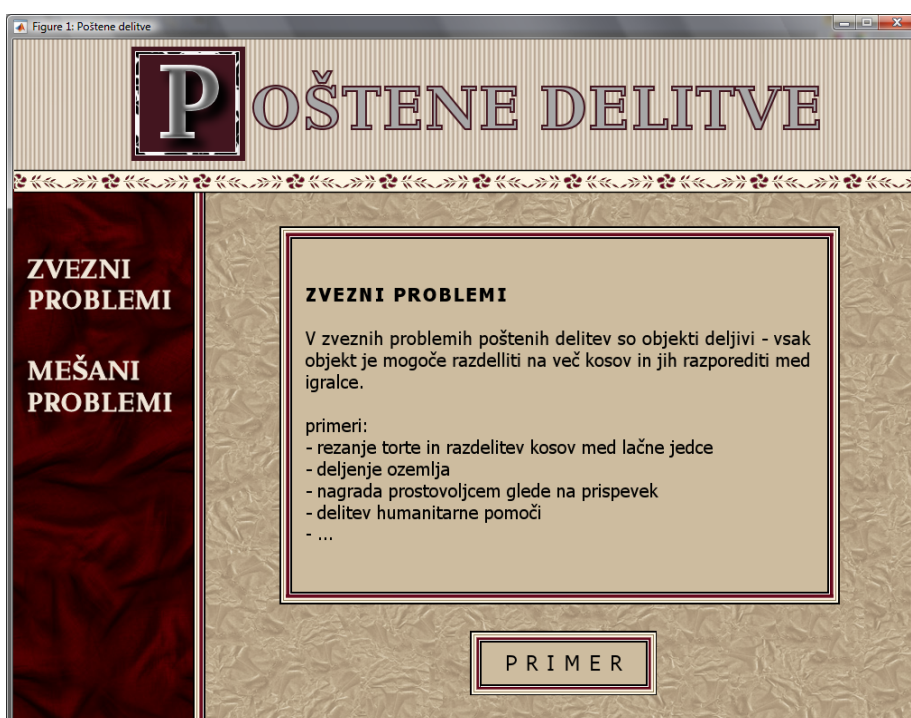 Figure 1: Poštene delitve
POŠTENE DELITVE
ZVEZNI
PROBLEMI
MEŠANI
PROBLEMI
ZVEZNI PROBLEMI
V zveznih problemih poštenih delitev so objekti deljivi - vsak
objekt je mogoče razdelliti na več kosov in jih razporediti med
igralce.
primeri:
- rezanje torte in razdelitev kosov med lačne jedce
- deljenje ozemlja
- nagrada prostovoljcem glede na prispevek
- delitev humanitarne pomoči
- ...
PRIMER